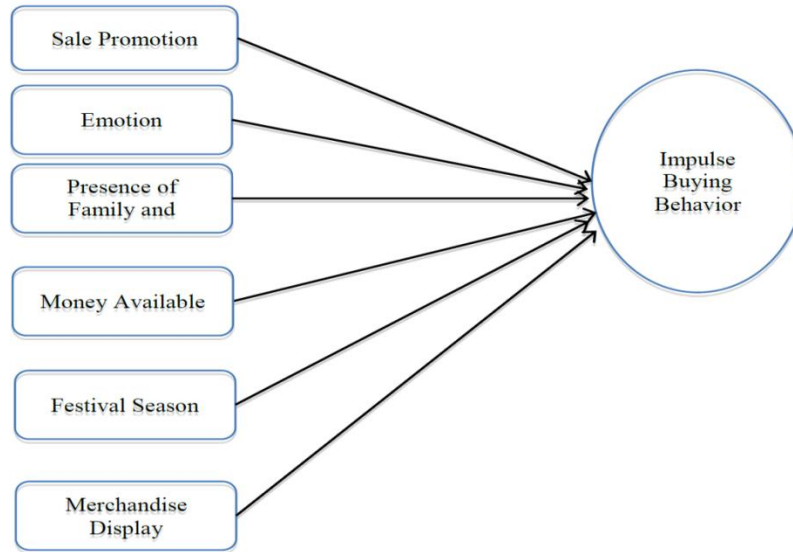 Sale Promotion
Emotion
Presence of
Family and
Money Available
Festival Season
Merchandise
Display
Impulse
Buying
Behavior